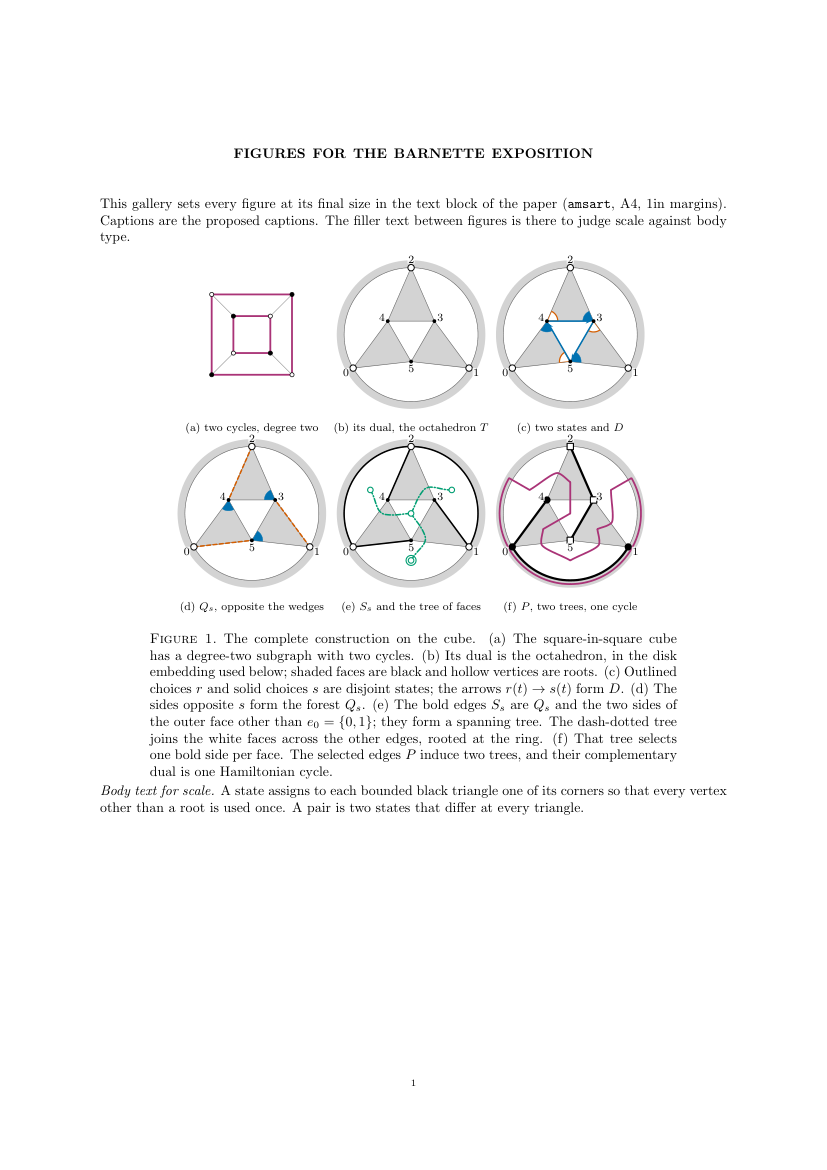 FIGURES FOR THE BARNETTE EXPOSITION
This gallery sets every figure at its final size in the text block of the paper (amsart, A4, 1in margins).
Captions are the proposed captions. The filler text between figures is there to judge scale against body
type.
2
4 3
0 5 1
2
4 3
0 5 1
(a) two cycles, degree two
(b) its dual, the octahedron T
(c) two states and D
2
4 3
0 5 1
2
4 3
0 5 1
2
4 3
0 5 1
(d) Qₛ, opposite the wedges
(e) Sₛ and the tree of faces
(f) P, two trees, one cycle
FIGURE 1. The complete construction on the cube. (a) The square-in-square cube
has a degree-two subgraph with two cycles. (b) Its dual is the octahedron, in the disk
embedding used below; shaded faces are black and hollow vertices are roots. (c) Outlined
choices r and solid choices s are disjoint states; the arrows r(t) → s(t) form D. (d) The
sides opposite s form the forest Qₛ. (e) The bold edges Sₛ are Qₛ and the two sides of
the outer face other than e₀ = {0, 1}; they form a spanning tree. The dash-dotted tree
joins the white faces across the other edges, rooted at the ring. (f) That tree selects
one bold side per face. The selected edges P induce two trees, and their complementary
dual is one Hamiltonian cycle.
Body text for scale. A state assigns to each bounded black triangle one of its corners so that every vertex
other than a root is used once. A pair is two states that differ at every triangle.
1